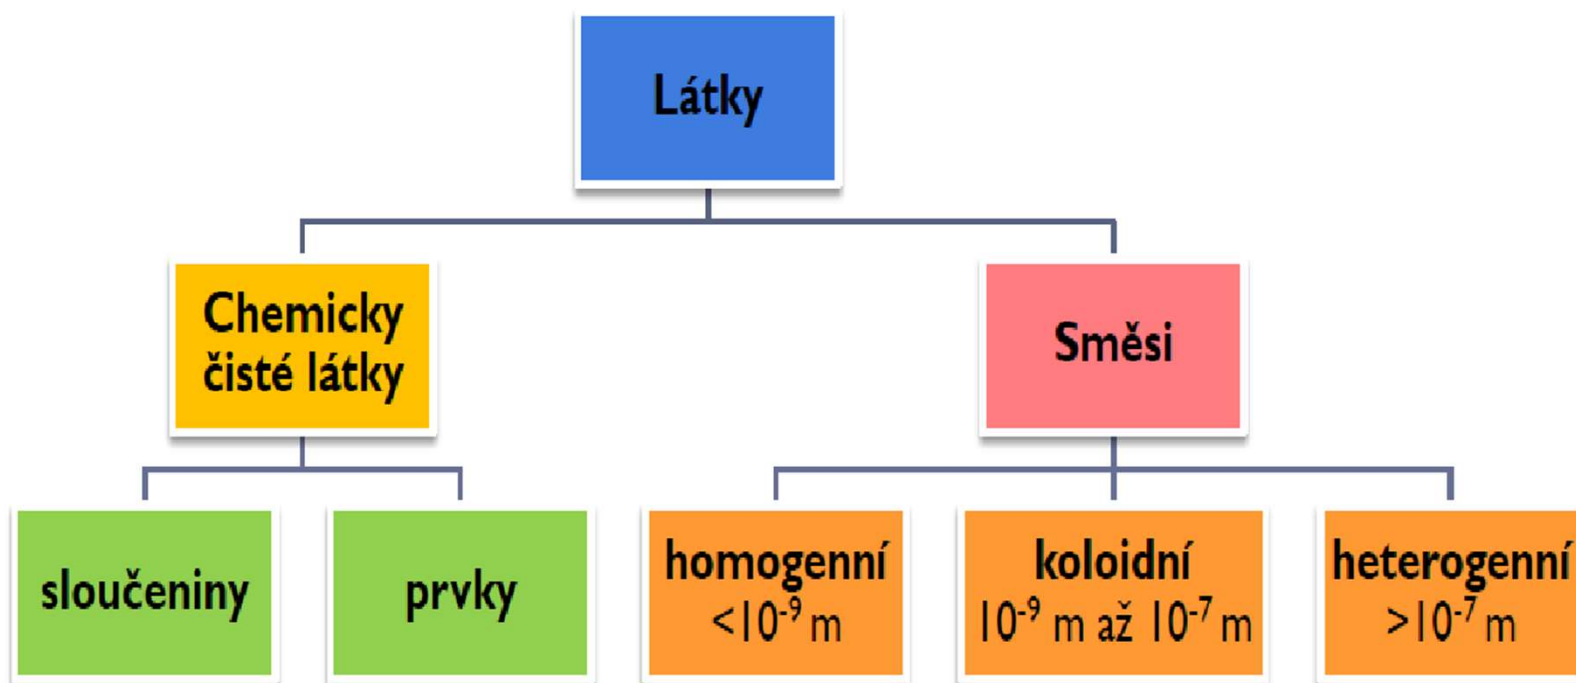 Látky
Chemicky
čisté látky
Směsi
sloučeniny
prvky
homogenní
<10⁻⁹ m
koloidní
10⁻⁹ m až 10⁻⁷ m
heterogenní
>10⁻⁷ m